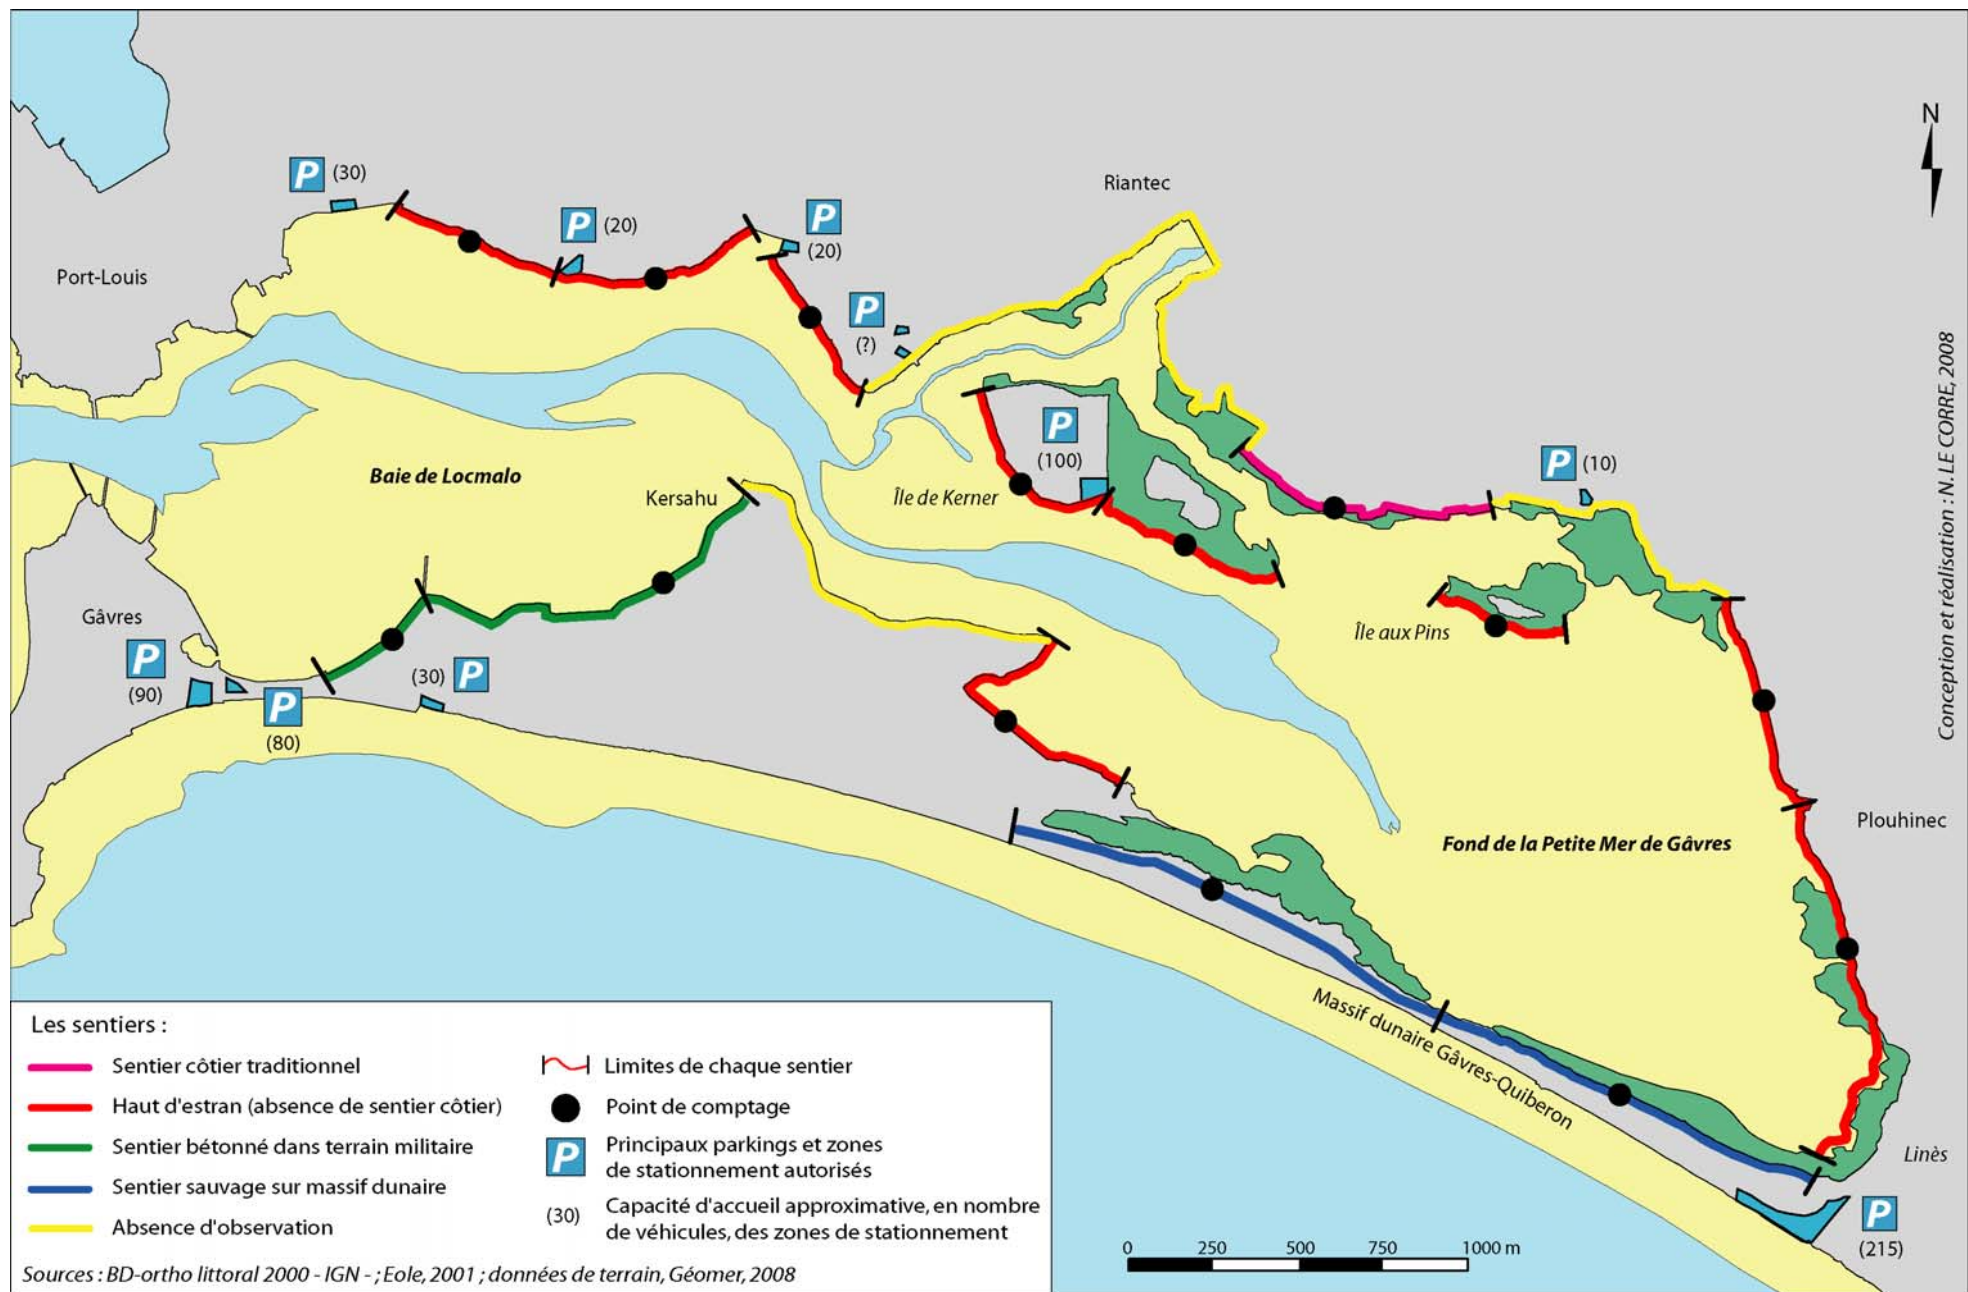 N
Riantec
P (30)
P (20)
P
(20)
Port-Louis
P
(?)
P
(100)
P (10)
Baie de Locmalo
Kersahu
Île de Kerner
Gâvres
Île aux Pins
P
(90)
P
(80)
(30) P
Plouhinec
Fond de la Petite Mer de Gâvres
Massif dunaire Gâvres-Quiberon
Linès
P
(215)
Conception et réalisation : N. LE CORRE, 2008
Les sentiers :
Sentier côtier traditionnel
Haut d'estran (absence de sentier côtier)
Sentier bétonné dans terrain militaire
Sentier sauvage sur massif dunaire
Absence d'observation
Limites de chaque sentier
Point de comptage
P
Principaux parkings et zones
de stationnement autorisés
(30)
Capacité d'accueil approximative, en nombre
de véhicules, des zones de stationnement
0 250 500 750 1000 m
Sources : BD-ortho littoral 2000 - IGN - ; Eole, 2001 ; données de terrain, Géomer, 2008